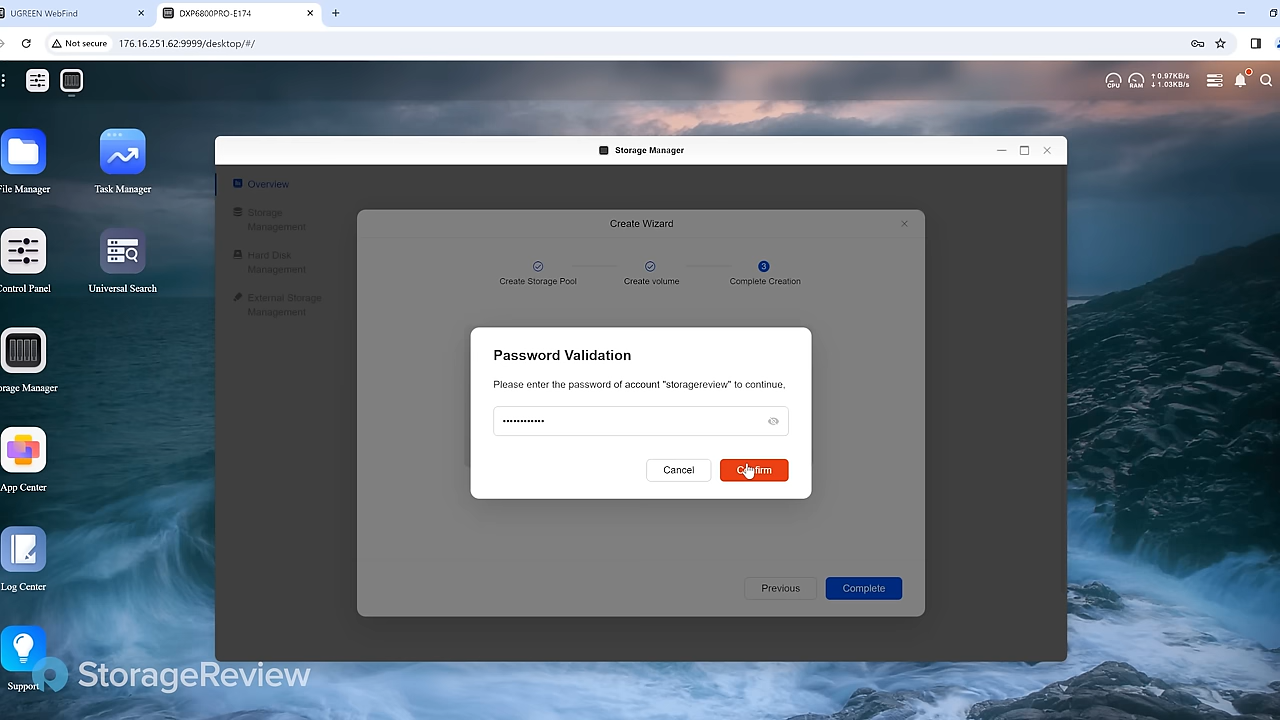 UGREEN WebFind
DXP6800PRO-E174
Not secure
176.16.251.62:9999/desktop/#/
CPU
RAM
↑ 0.97KB/s
↓ 1.03KB/s
File Manager
Task Manager
Control Panel
Universal Search
orage Manager
App Center
Log Center
Support
Storage Manager
Overview
Storage
Management
Hard Disk
Management
External Storage
Management
Create Wizard
Create Storage Pool
Create volume
3
Complete Creation
Password Validation
Please enter the password of account "storagereview" to continue.
••••••••••••
Cancel
Confirm
Previous
Complete
StorageReview